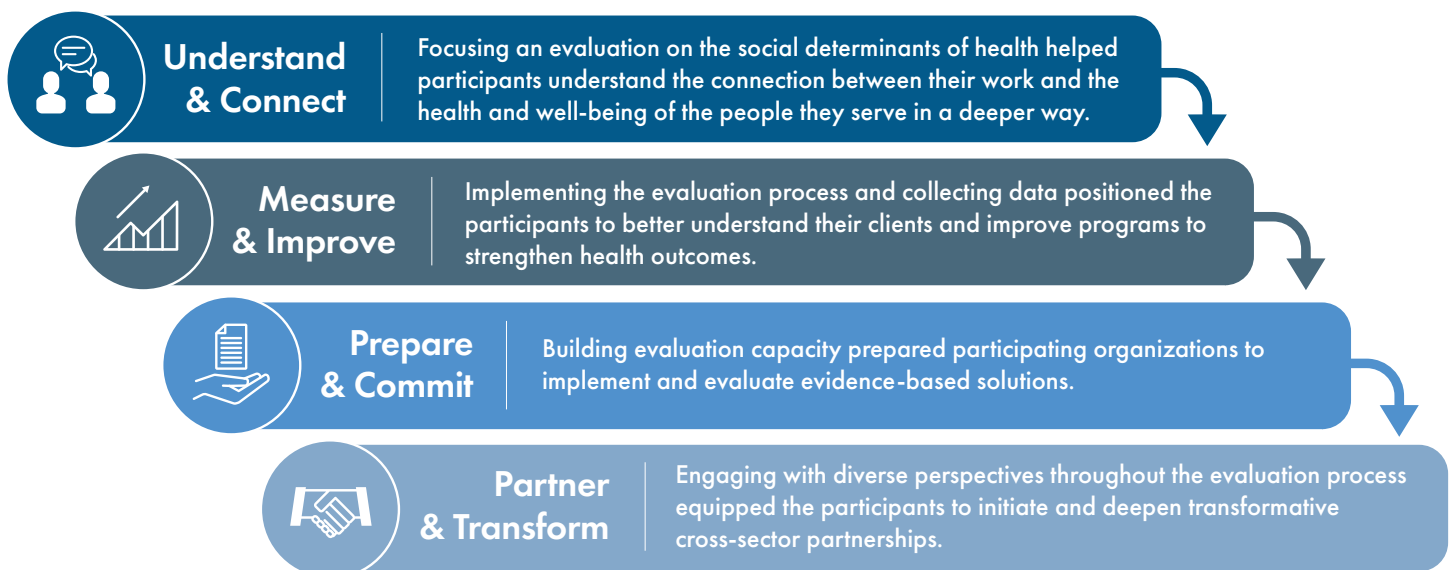 Understand
& Connect
Focusing an evaluation on the social determinants of health helped
participants understand the connection between their work and the
health and well-being of the people they serve in a deeper way.
Measure
& Improve
Implementing the evaluation process and collecting data positioned the
participants to better understand their clients and improve programs to
strengthen health outcomes.
Prepare
& Commit
Building evaluation capacity prepared participating organizations to
implement and evaluate evidence-based solutions.
Partner
& Transform
Engaging with diverse perspectives throughout the evaluation process
equipped the participants to initiate and deepen transformative
cross-sector partnerships.